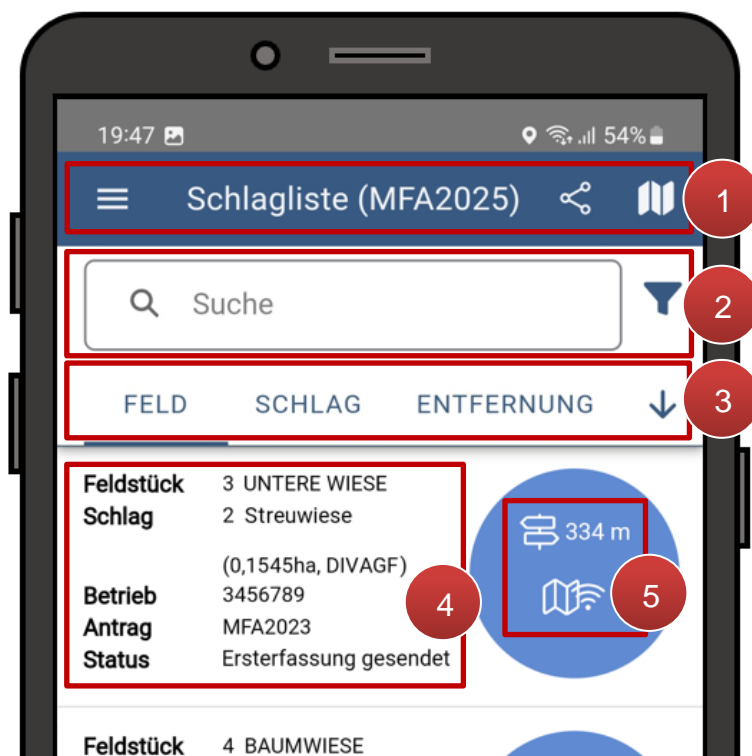 19:47 54%
Schlagliste (MFA2025) 1
Suche 2
FELD SCHLAG ENTFERNUNG 3
Feldstück 3 UNTERE WIESE
Schlag 2 Streuwiese
334 m
(0,1545ha, DIVAGF)
Betrieb 3456789
4 5
Antrag MFA2023
Status Ersterfassung gesendet
Feldstück 4 BAUMWIESE